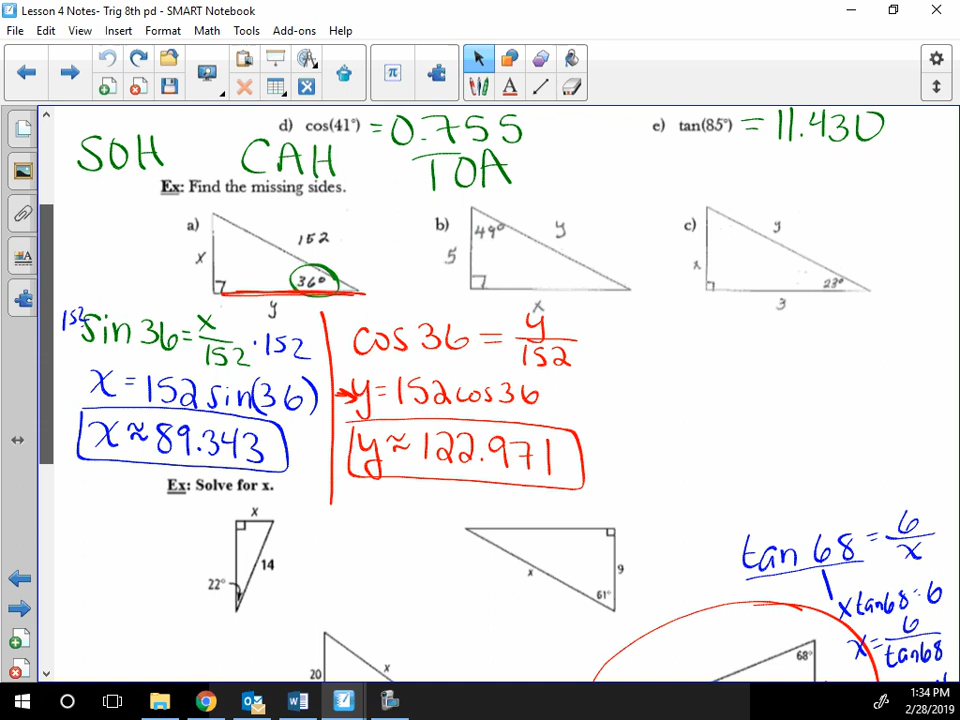 Lesson 4 Notes- Trig 8th pd - SMART Notebook
File Edit View Insert Format Math Tools Add-ons Help
d) cos(41°) = 0.755
e) tan(85°) = 11.430
SOH CAH TOA
Ex: Find the missing sides.
a)
152
x
36°
y
b)
49°
y
5
x
c)
y
x
23°
3
152 sin 36 = x/152 · 152
x = 152 sin(36)
x ≈ 89.343
cos 36 = y/152
y = 152 cos 36
y ≈ 122.971
Ex: Solve for x.
x
14
22°
x
9
61°
20
x
68°
tan 68 = 6/x
x tan68 = 6
x = 6/tan68
1:34 PM
2/28/2019